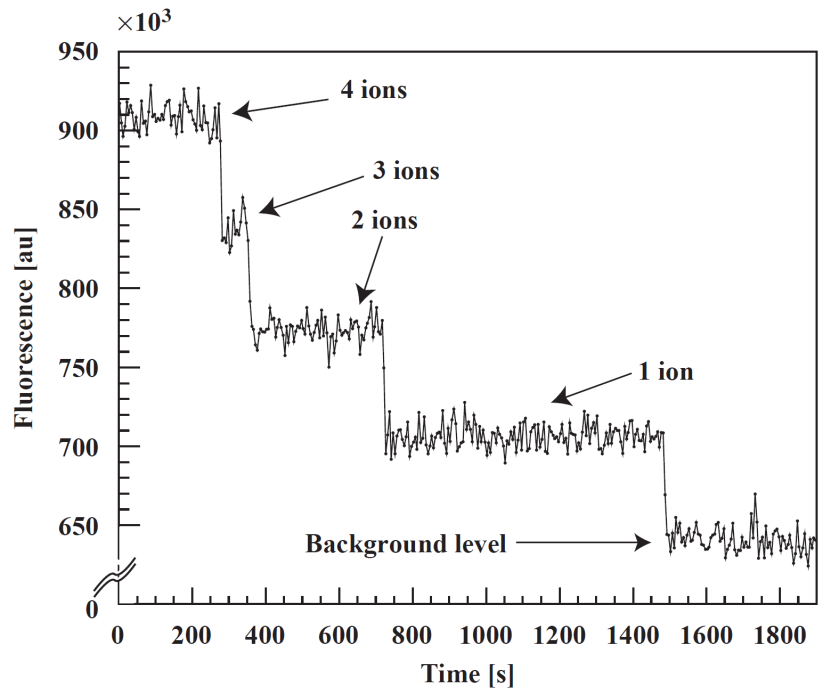 ×10³
950
900
850
800
750
700
650
0
Fluorescence [au]
4 ions
3 ions
2 ions
1 ion
Background level
0 200 400 600 800 1000 1200 1400 1600 1800
Time [s]